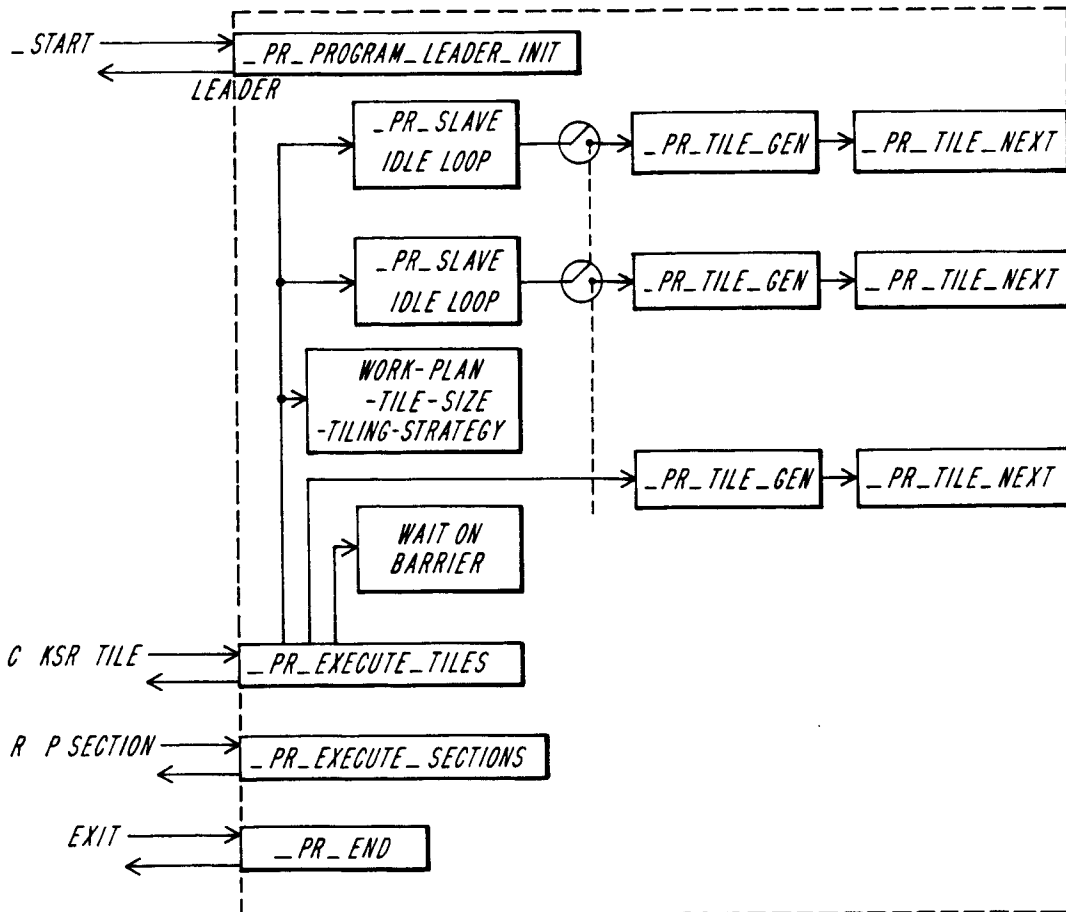 _START
_PR_PROGRAM_LEADER_INIT
LEADER
_PR_SLAVE
IDLE LOOP
_PR_TILE_GEN
_PR_TILE_NEXT
_PR_SLAVE
IDLE LOOP
_PR_TILE_GEN
_PR_TILE_NEXT
WORK-PLAN
-TILE-SIZE
-TILING-STRATEGY
_PR_TILE_GEN
_PR_TILE_NEXT
WAIT ON
BARRIER
C KSR TILE
_PR_EXECUTE_TILES
R P SECTION
_PR_EXECUTE_SECTIONS
EXIT
_PR_END